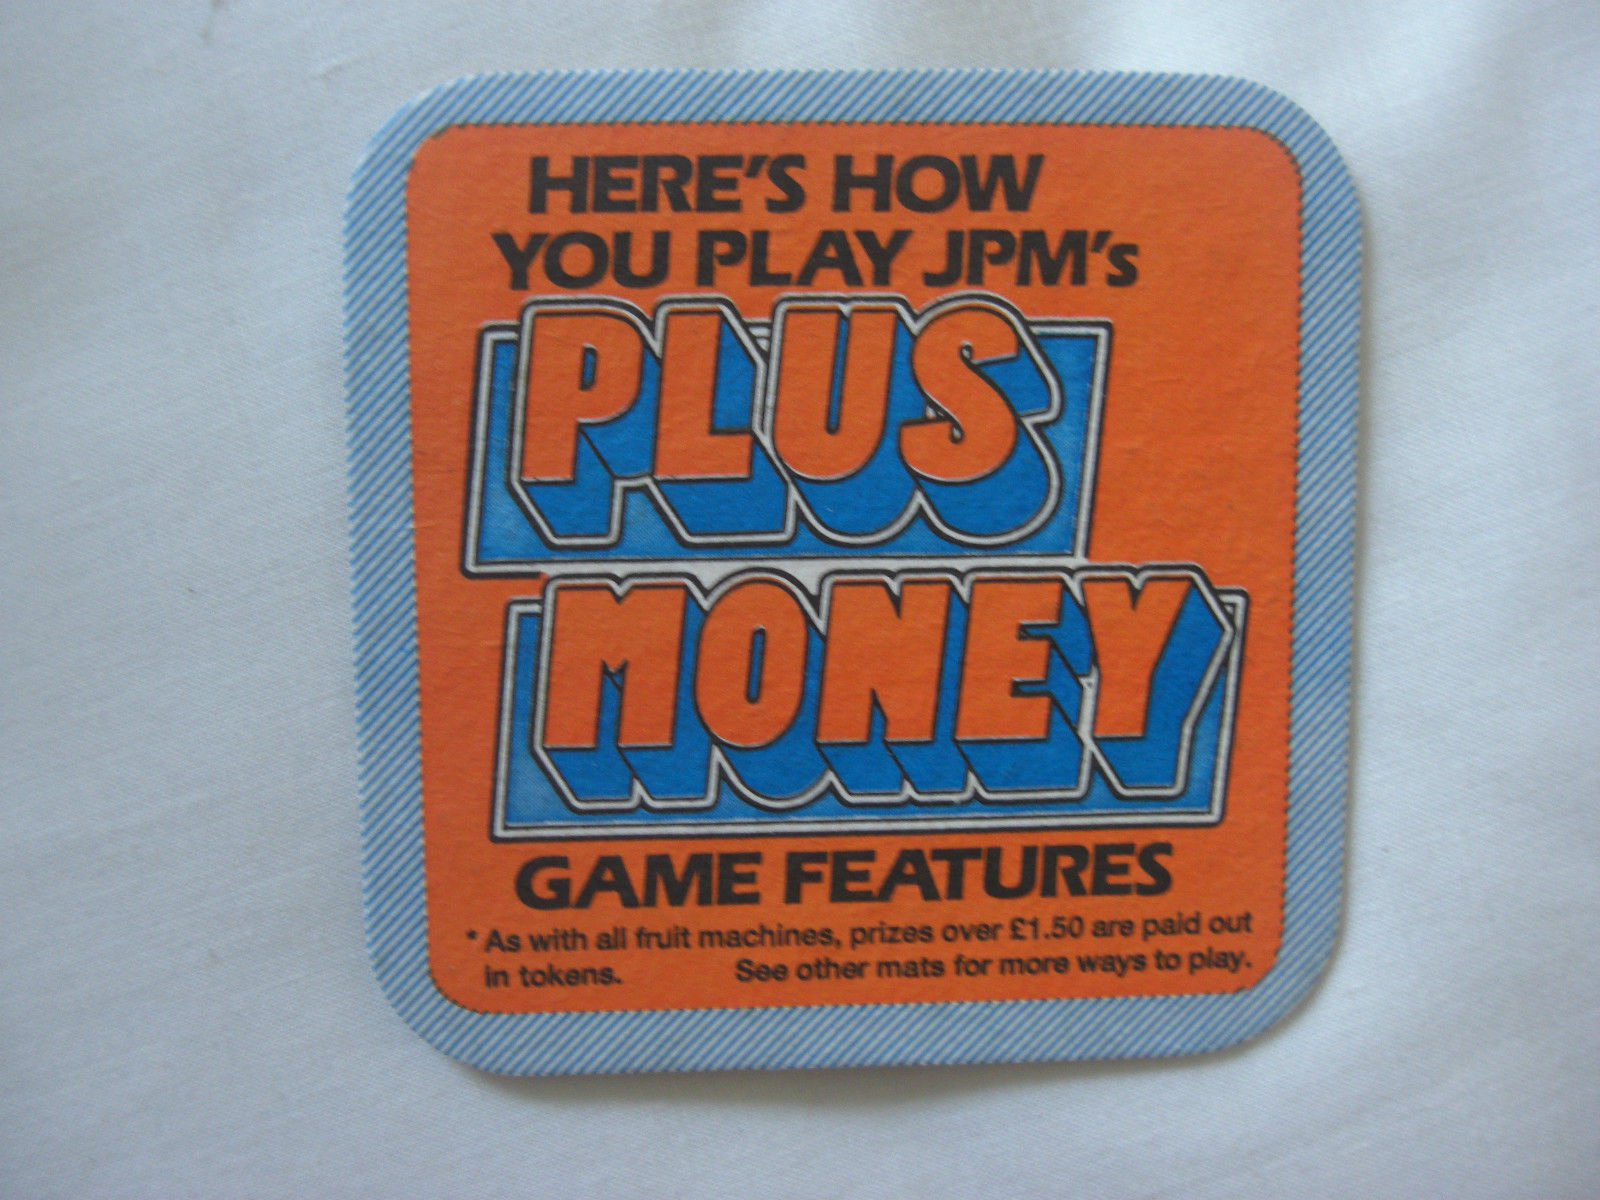 HERE'S HOW
YOU PLAY JPM's
PLUS
MONEY
GAME FEATURES
* As with all fruit machines, prizes over £1.50 are paid out
in tokens. See other mats for more ways to play.